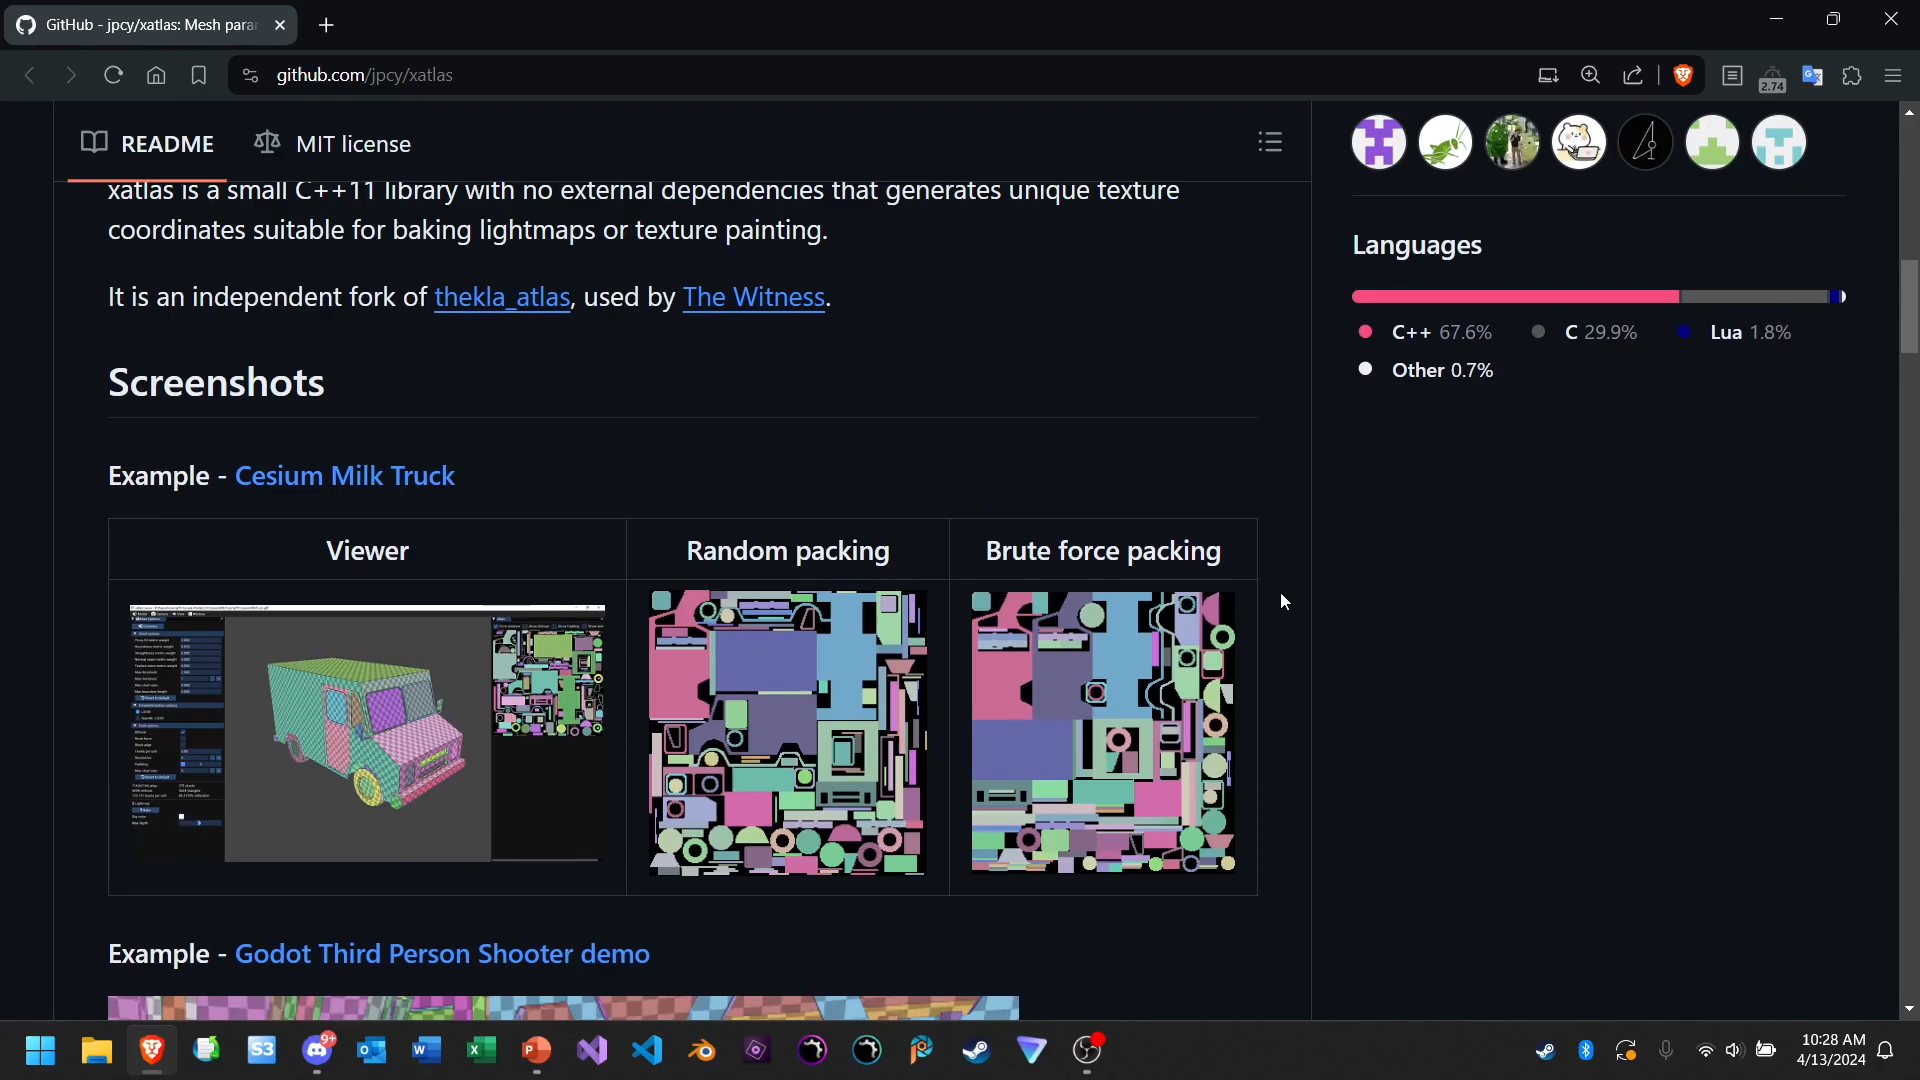 GitHub - jpcy/xatlas: Mesh para
github.com/jpcy/xatlas
2.74
README
MIT license
xatlas is a small C++11 library with no external dependencies that generates unique texture
coordinates suitable for baking lightmaps or texture painting.
It is an independent fork of thekla_atlas, used by The Witness.
Screenshots
Example - Cesium Milk Truck
Viewer
Random packing
Brute force packing
Example - Godot Third Person Shooter demo
Languages
C++ 67.6%
C 29.9%
Lua 1.8%
Other 0.7%
S3
9+
10:28 AM
4/13/2024